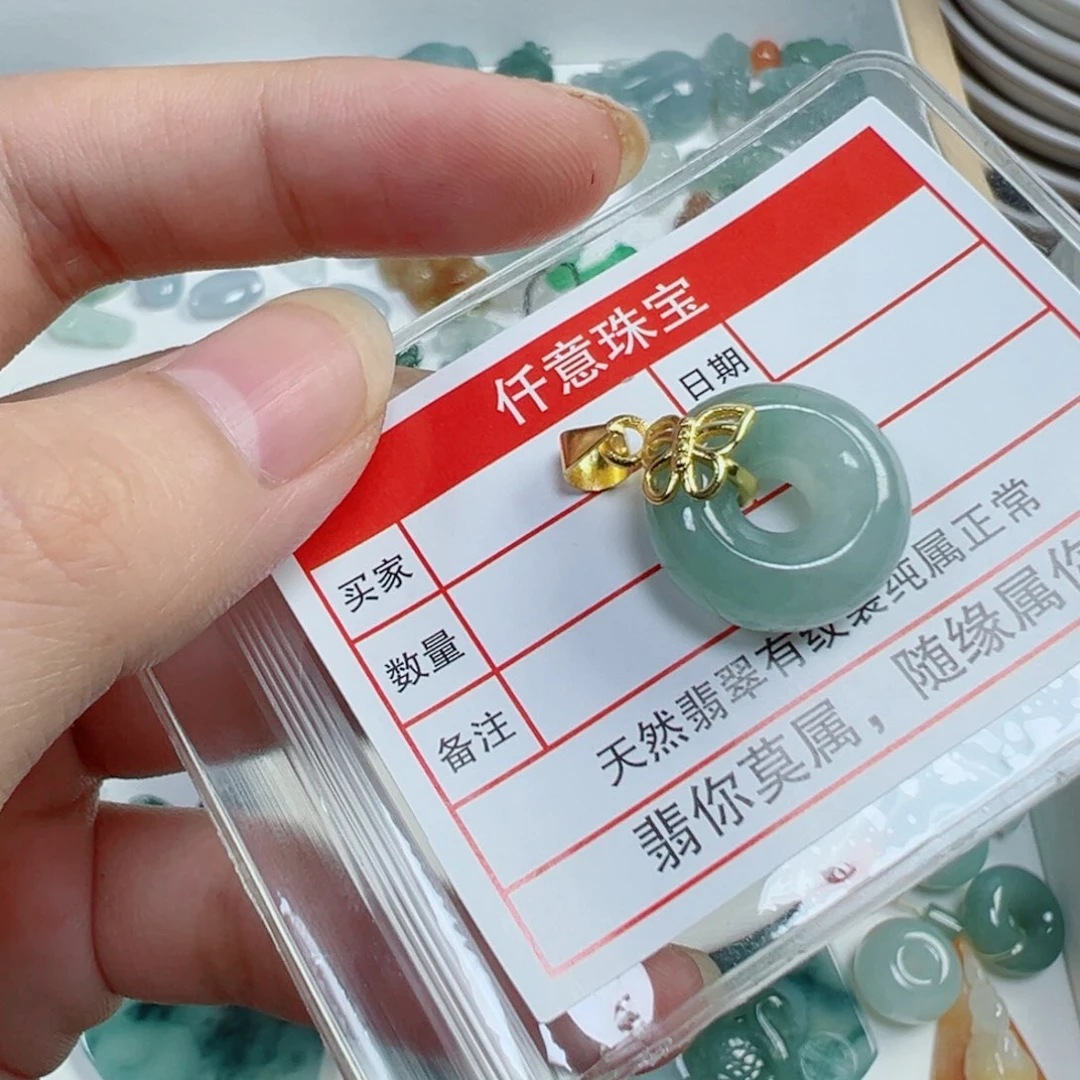 仟意珠宝
日期
买家
数量
备注
天然翡翠有纹裂纯属正常
翡你莫属，随缘属你